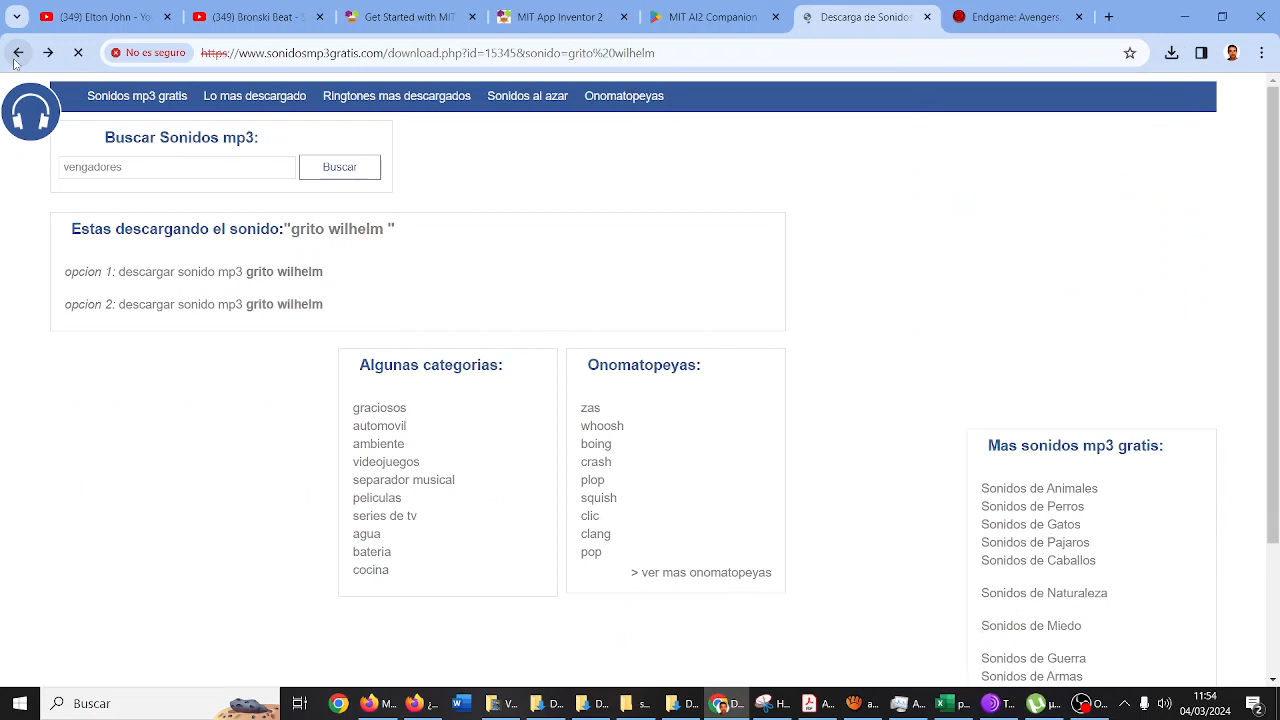 (349) YouTube
(349) Bronski Beat -
Get Started with MIT
MIT App Inventor 2
MIT AI2 Companion
Descarga de Sonidos
Endgame Avengers.
No es seguro
https://www.sonidosmp3gratis.com/download.php?id=15345&sonido=grito%20wilhelm
Sonidos mp3 gratis
Lo mas descargado
Ringtones mas descargados
Sonidos al azar
Onomatopeyas
Buscar Sonidos mp3:
vengadores
Buscar
Estas descargando el sonido:"grito wilhelm "
opcion 1: descargar sonido mp3 grito wilhelm
opcion 2: descargar sonido mp3 grito wilhelm
Algunas categorias:
graciosos
automovil
ambiente
videojuegos
separador musical
peliculas
series de tv
agua
bateria
cocina
Onomatopeyas:
zas
whoosh
boing
crash
plop
squish
clic
clang
pop
> ver mas onomatopeyas
Mas sonidos mp3 gratis:
Sonidos de Animales
Sonidos de Perros
Sonidos de Gatos
Sonidos de Pajaros
Sonidos de Caballos
Sonidos de Naturaleza
Sonidos de Miedo
Sonidos de Guerra
Sonidos de Armas
Buscar
M...
(...
A...
V...
D...
D...
s...
D...
D...
H...
A...
a...
A...
e...
A...
m...
O...
11:54
04/03/2024
2